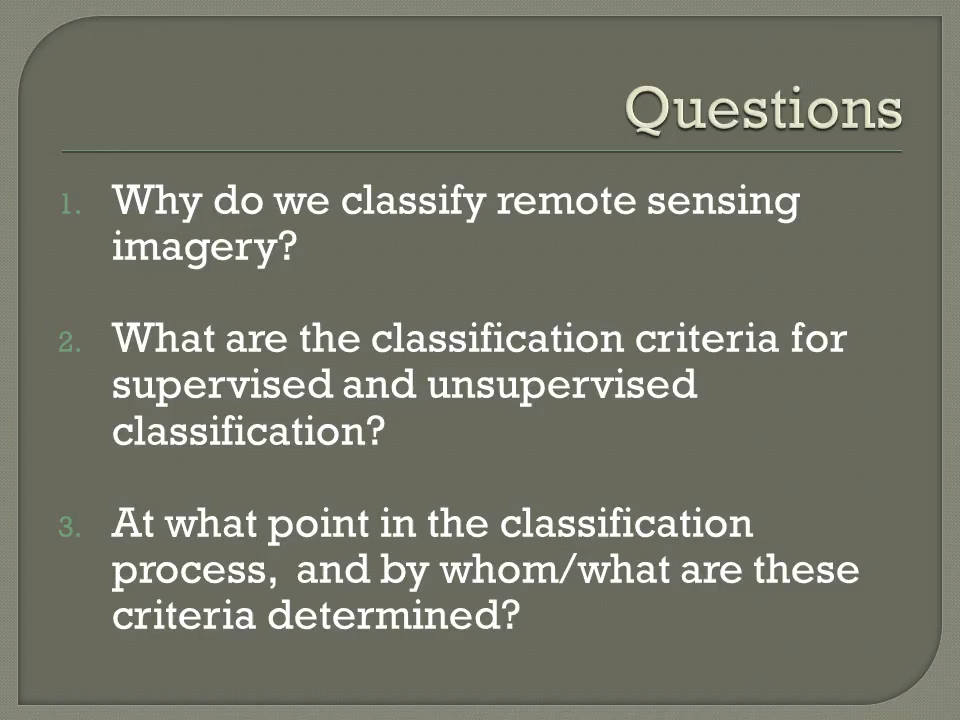 Questions
1. Why do we classify remote sensing
imagery?
2. What are the classification criteria for
supervised and unsupervised
classification?
3. At what point in the classification
process,  and by whom/what are these
criteria determined?